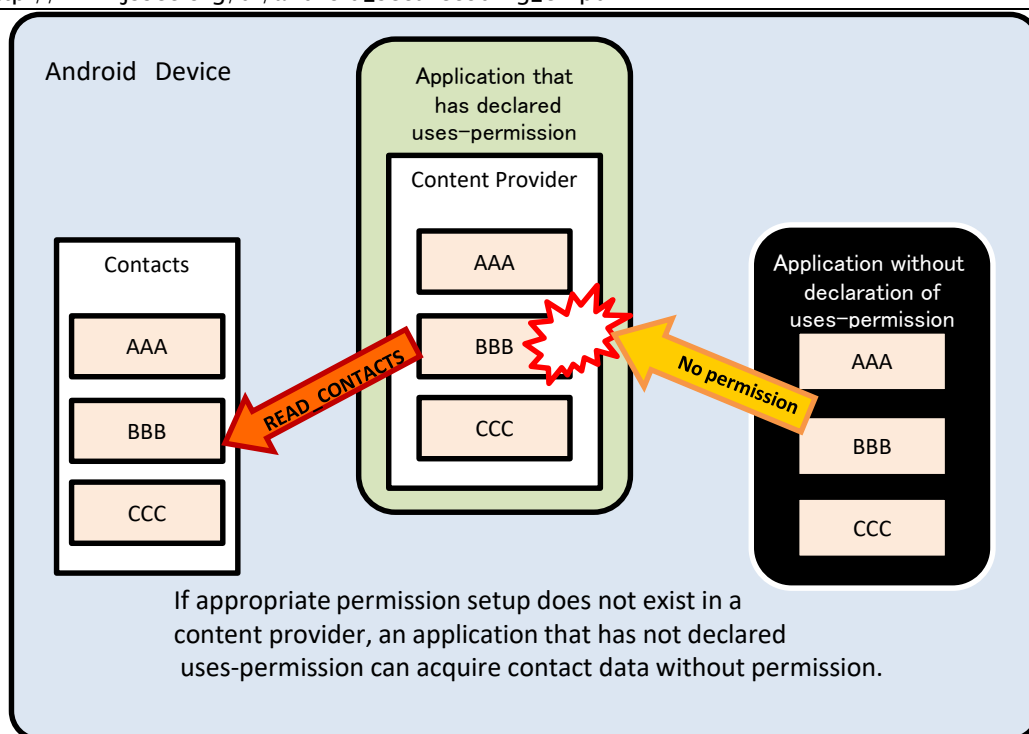 Android Device
Application that
has declared
uses-permission
Content Provider
AAA
BBB
CCC
Contacts
AAA
BBB
CCC
READ_CONTACTS
No permission
Application without
declaration of
uses-permission
AAA
BBB
CCC
If appropriate permission setup does not exist in a
content provider, an application that has not declared
uses-permission can acquire contact data without permission.